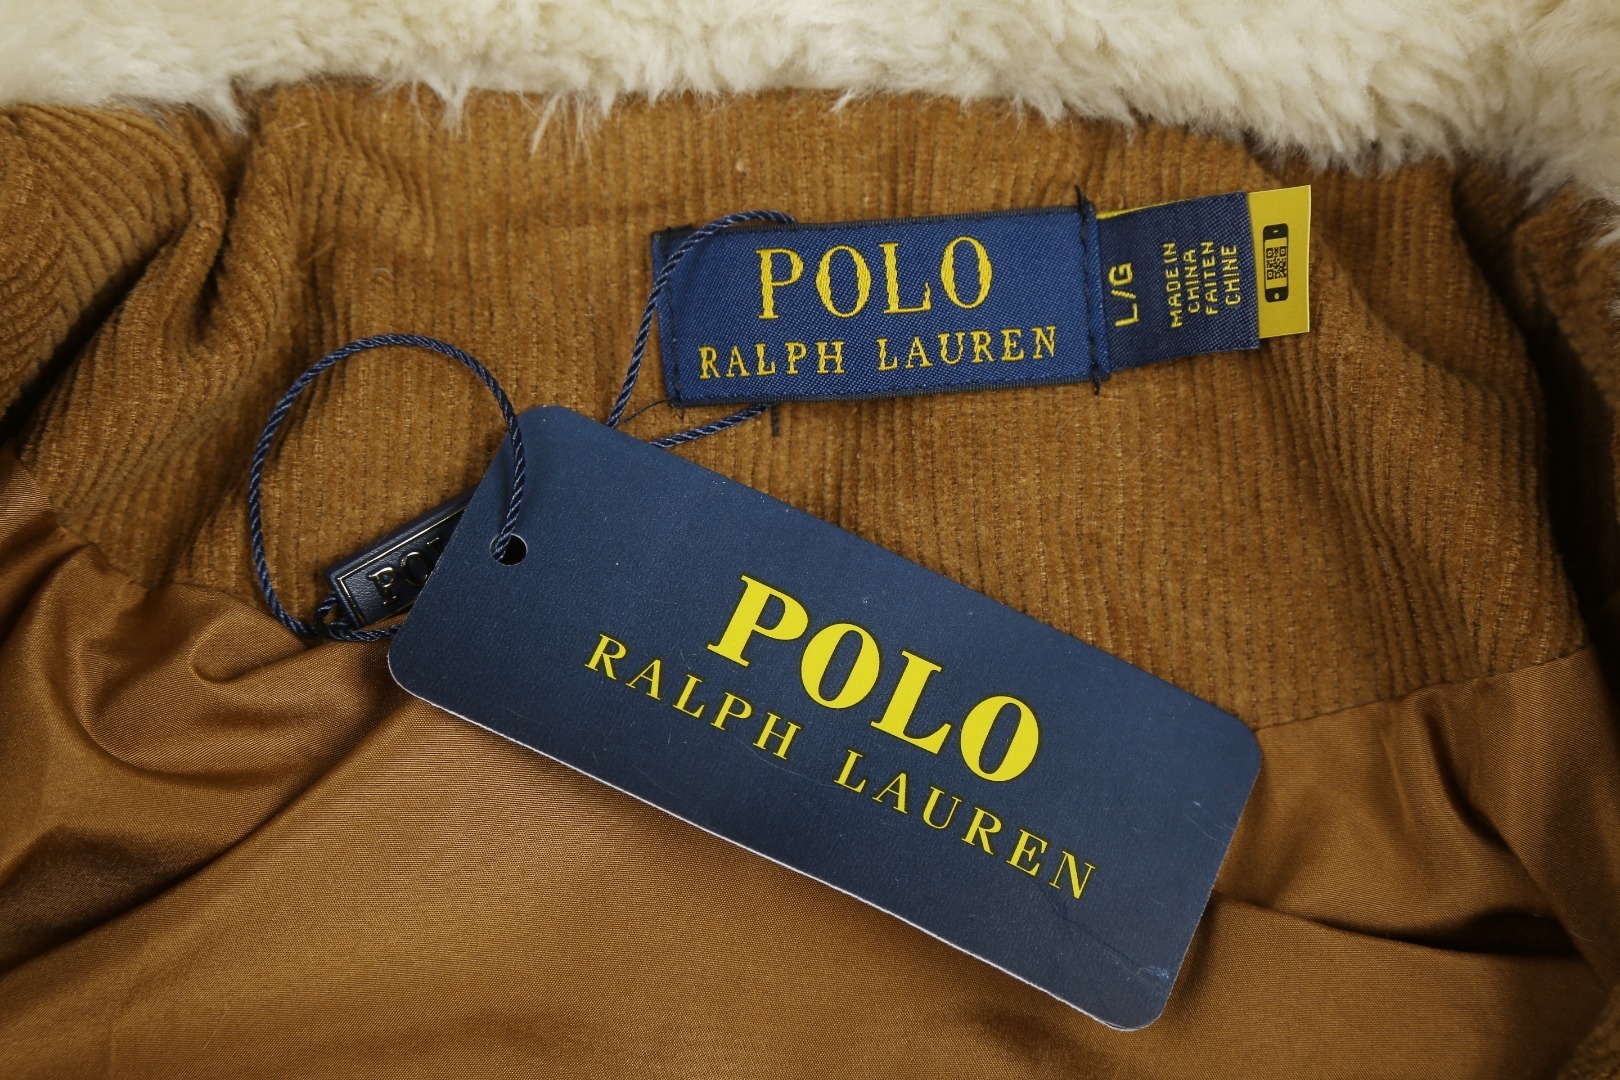 POLO
RALPH LAUREN
L/G
MADE IN
CHINA
FAIT EN
CHINE
POLO
RALPH LAUREN